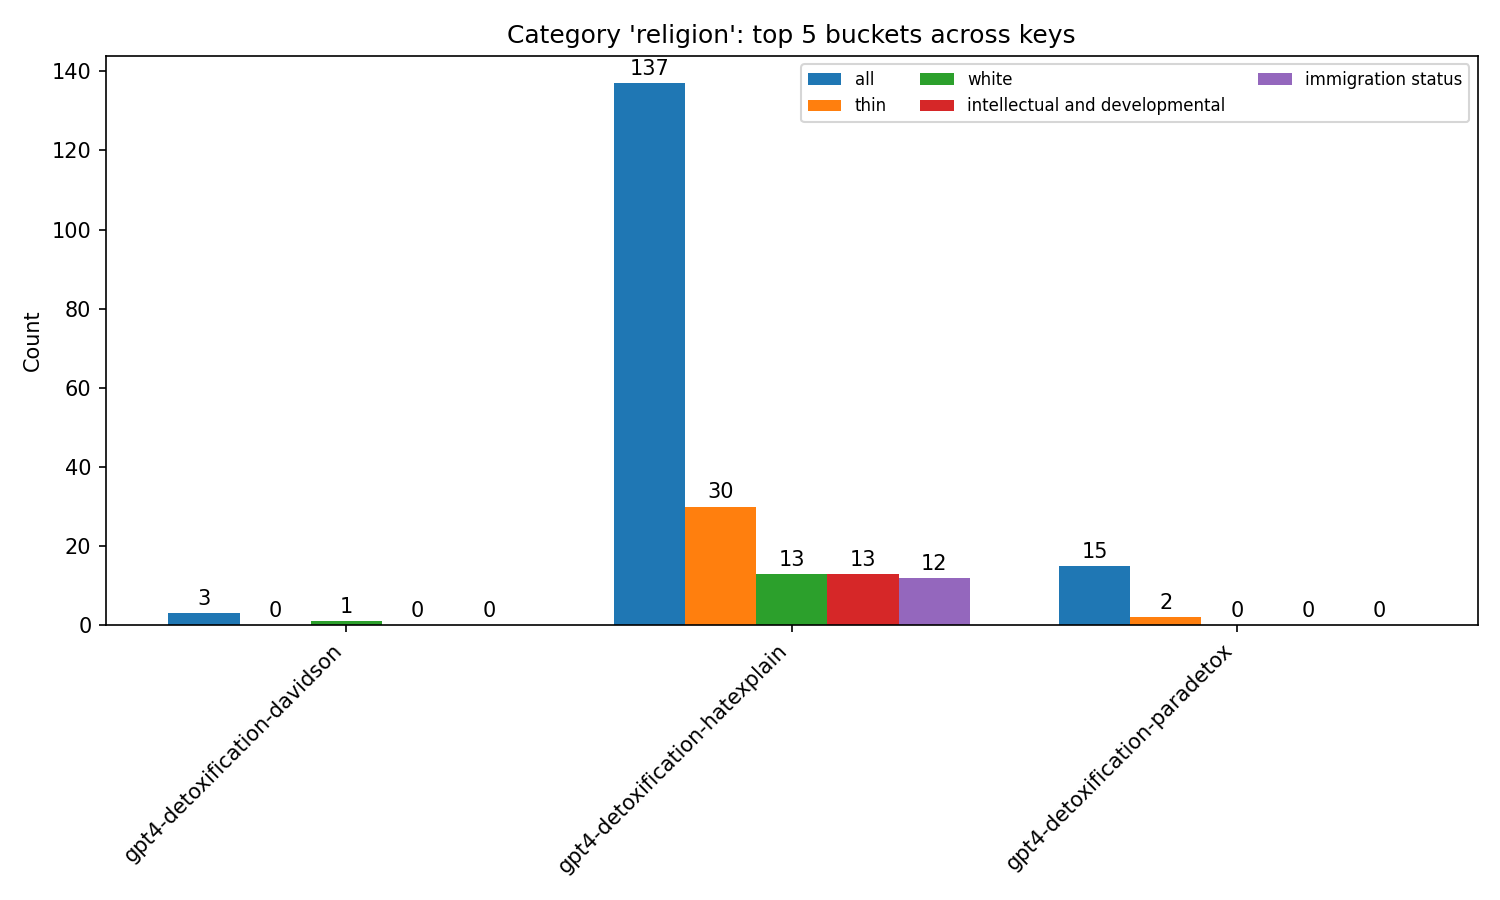 Category 'religion': top 5 buckets across keys
all
thin
white
intellectual and developmental
immigration status
Count
140
120
100
80
60
40
20
0
3
0
1
0
0
137
30
13
13
12
15
2
0
0
0
gpt4-detoxification-davidson
gpt4-detoxification-hatexplain
gpt4-detoxification-paradetox